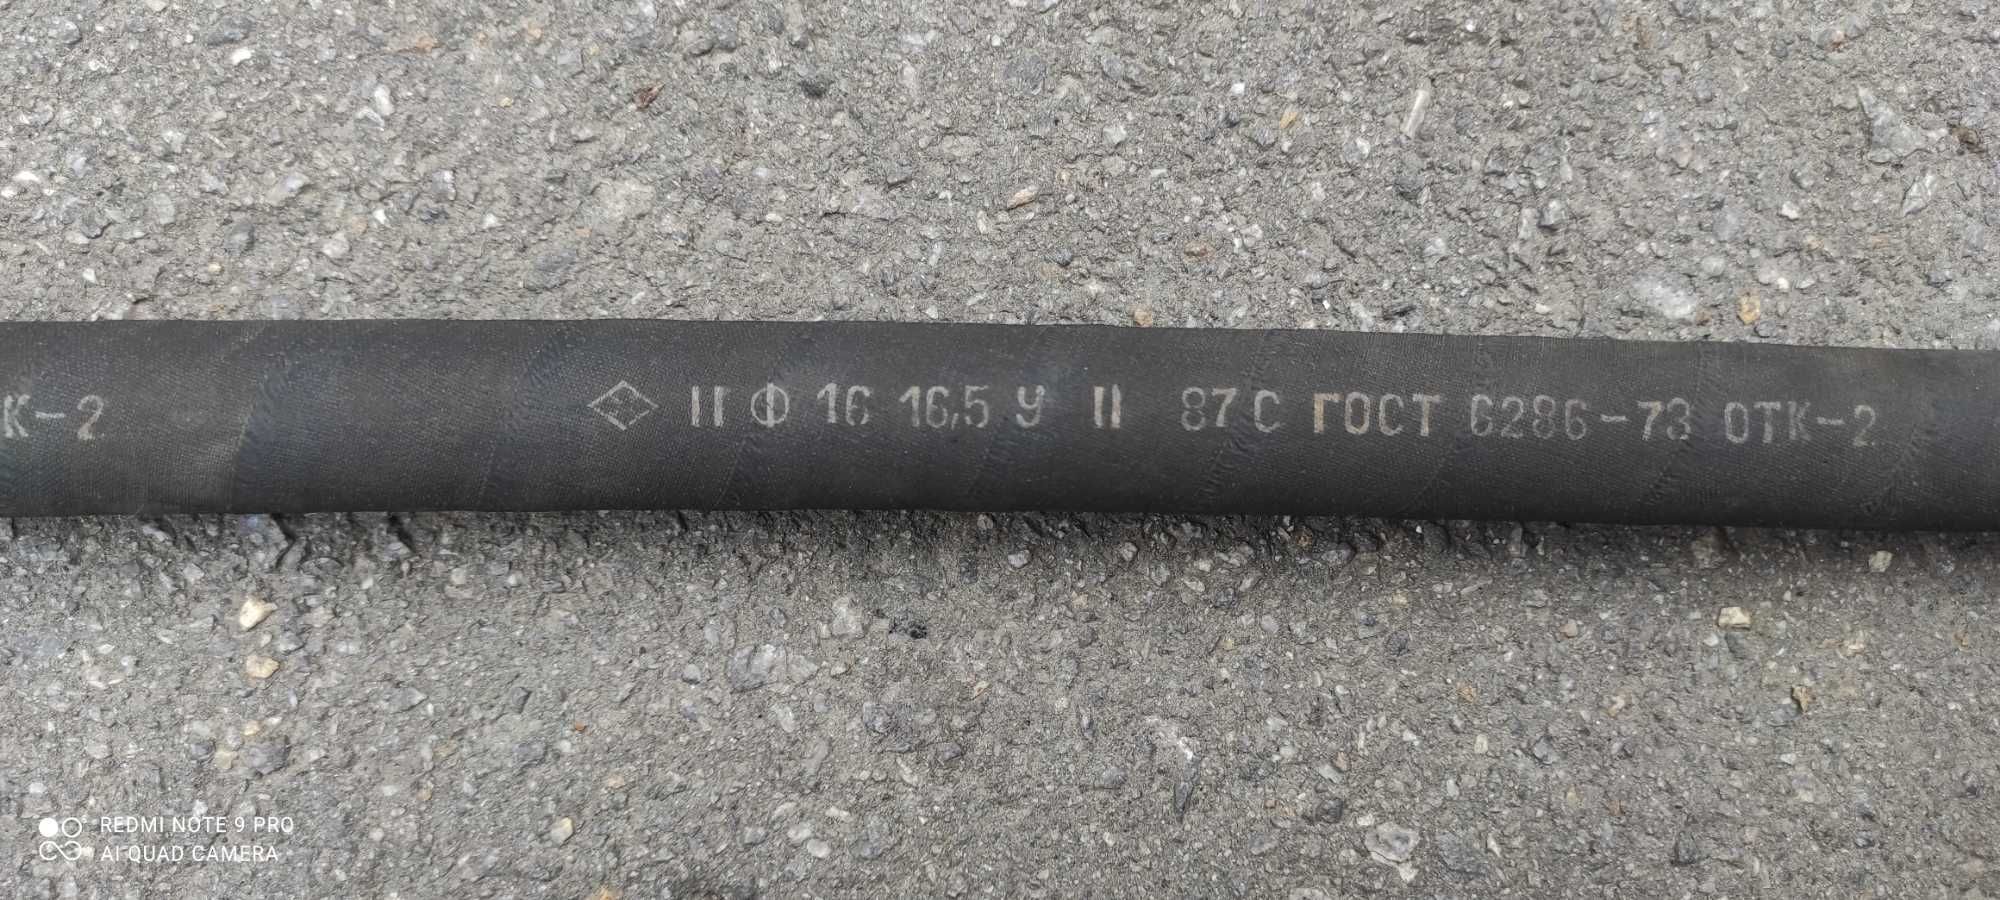 К-2 II Ф 16 16,5 У II 87 С ГОСТ 6286-73 ОТК-2
REDMI NOTE 9 PRO
AI QUAD CAMERA